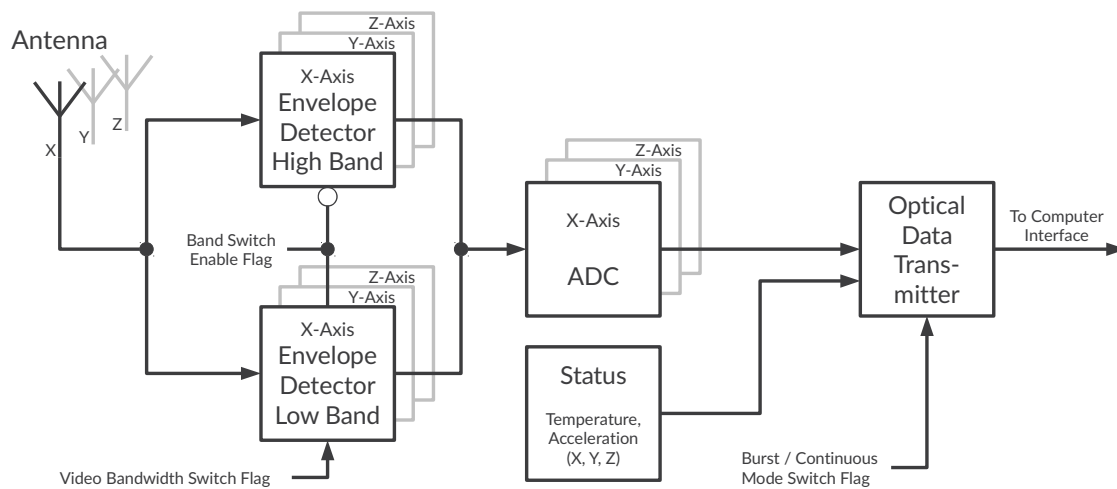 Antenna
X
Y
Z
Z-Axis
Y-Axis
X-Axis
Envelope
Detector
High Band
Band Switch
Enable Flag
Z-Axis
Y-Axis
X-Axis
Envelope
Detector
Low Band
Video Bandwidth Switch Flag
Z-Axis
Y-Axis
X-Axis
ADC
Status
Temperature,
Acceleration
(X, Y, Z)
Optical
Data
Trans-
mitter
To Computer
Interface
Burst / Continuous
Mode Switch Flag